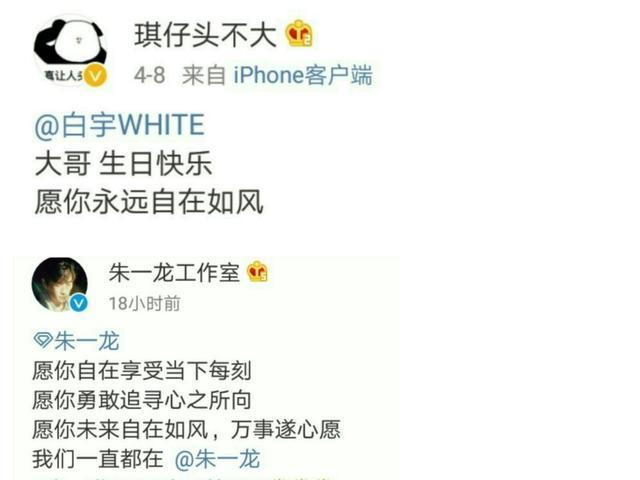 琪仔头不大
真让人头
4-8 来自 iPhone客户端
@白宇WHITE
大哥 生日快乐
愿你永远自在如风
朱一龙工作室
18小时前
朱一龙
愿你自在享受当下每刻
愿你勇敢追寻心之所向
愿你未来自在如风，万事遂心愿
我们一直都在 @朱一龙